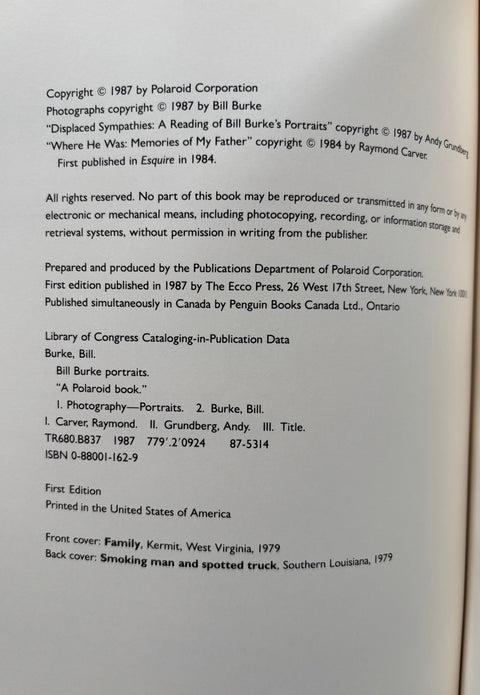 Copyright © 1987 by Polaroid Corporation
Photographs copyright © 1987 by Bill Burke
“Displaced Sympathies: A Reading of Bill Burke’s Portraits” copyright © 1987 by Andy Grundberg
“Where He Was: Memories of My Father” copyright © 1984 by Raymond Carver.
First published in Esquire in 1984.
All rights reserved. No part of this book may be reproduced or transmitted in any form or by any
electronic or mechanical means, including photocopying, recording, or information storage and
retrieval systems, without permission in writing from the publisher.
Prepared and produced by the Publications Department of Polaroid Corporation.
First edition published in 1987 by The Ecco Press, 26 West 17th Street, New York, New York
Published simultaneously in Canada by Penguin Books Canada Ltd., Ontario
Library of Congress Cataloging-in-Publication Data
Burke, Bill.
Bill Burke portraits.
“A Polaroid book.”
1. Photography—Portraits. 2. Burke, Bill.
I. Carver, Raymond. II. Grundberg, Andy. III. Title.
TR680.B837 1987 779'.2'0924 87-5314
ISBN 0-88001-162-9
First Edition
Printed in the United States of America
Front cover: Family, Kermit, West Virginia, 1979
Back cover: Smoking man and spotted truck, Southern Louisiana, 1979